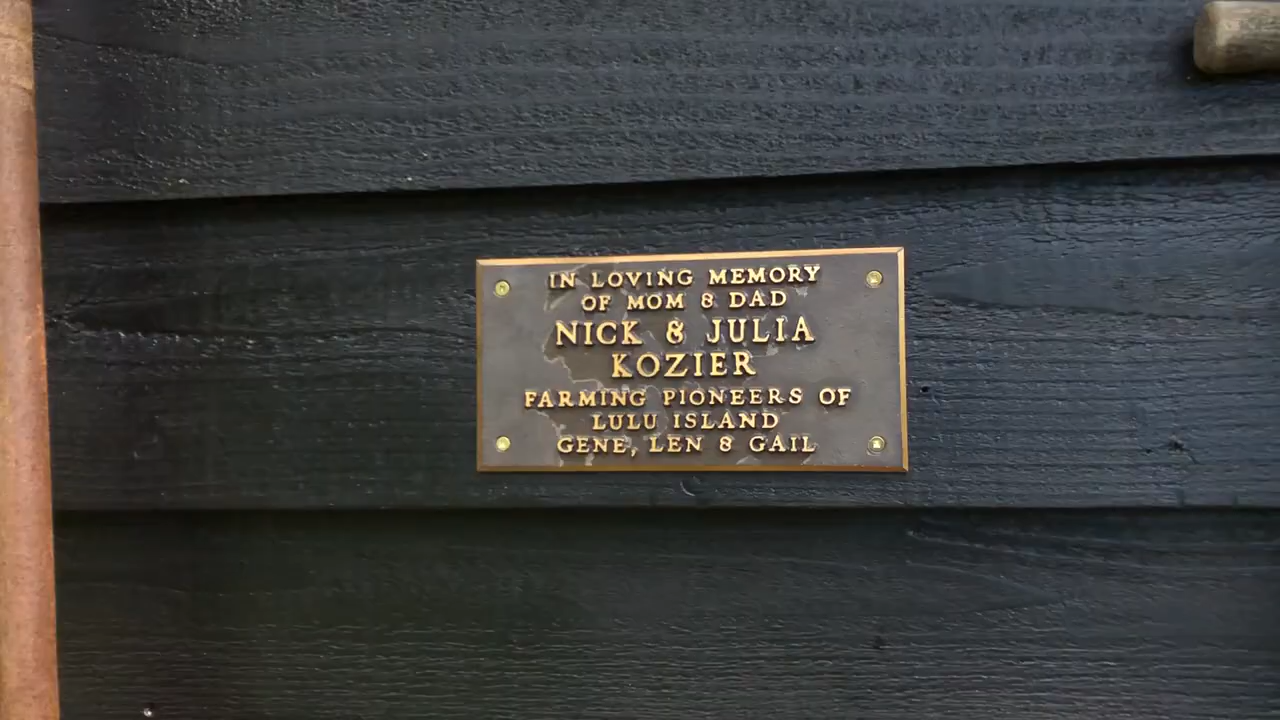 IN LOVING MEMORY
OF MOM & DAD
NICK & JULIA
KOZIER
FARMING PIONEERS OF
LULU ISLAND
GENE, LEN & GAIL